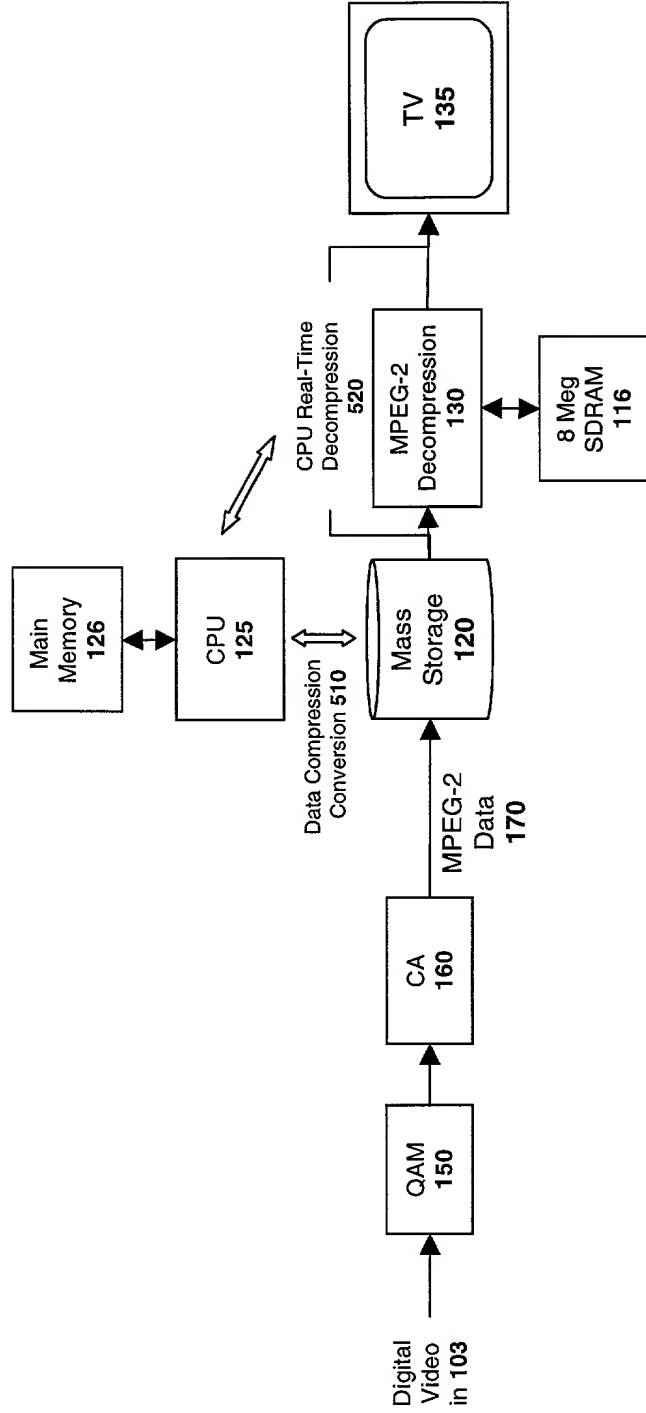 Digital
Video
in 103
QAM
150
CA
160
MPEG-2
Data
170
Mass
Storage
120
Data Compression
Conversion 510
CPU
125
Main
Memory
126
CPU Real-Time
Decompression
520
MPEG-2
Decompression
130
8 Meg
SDRAM
116
TV
135